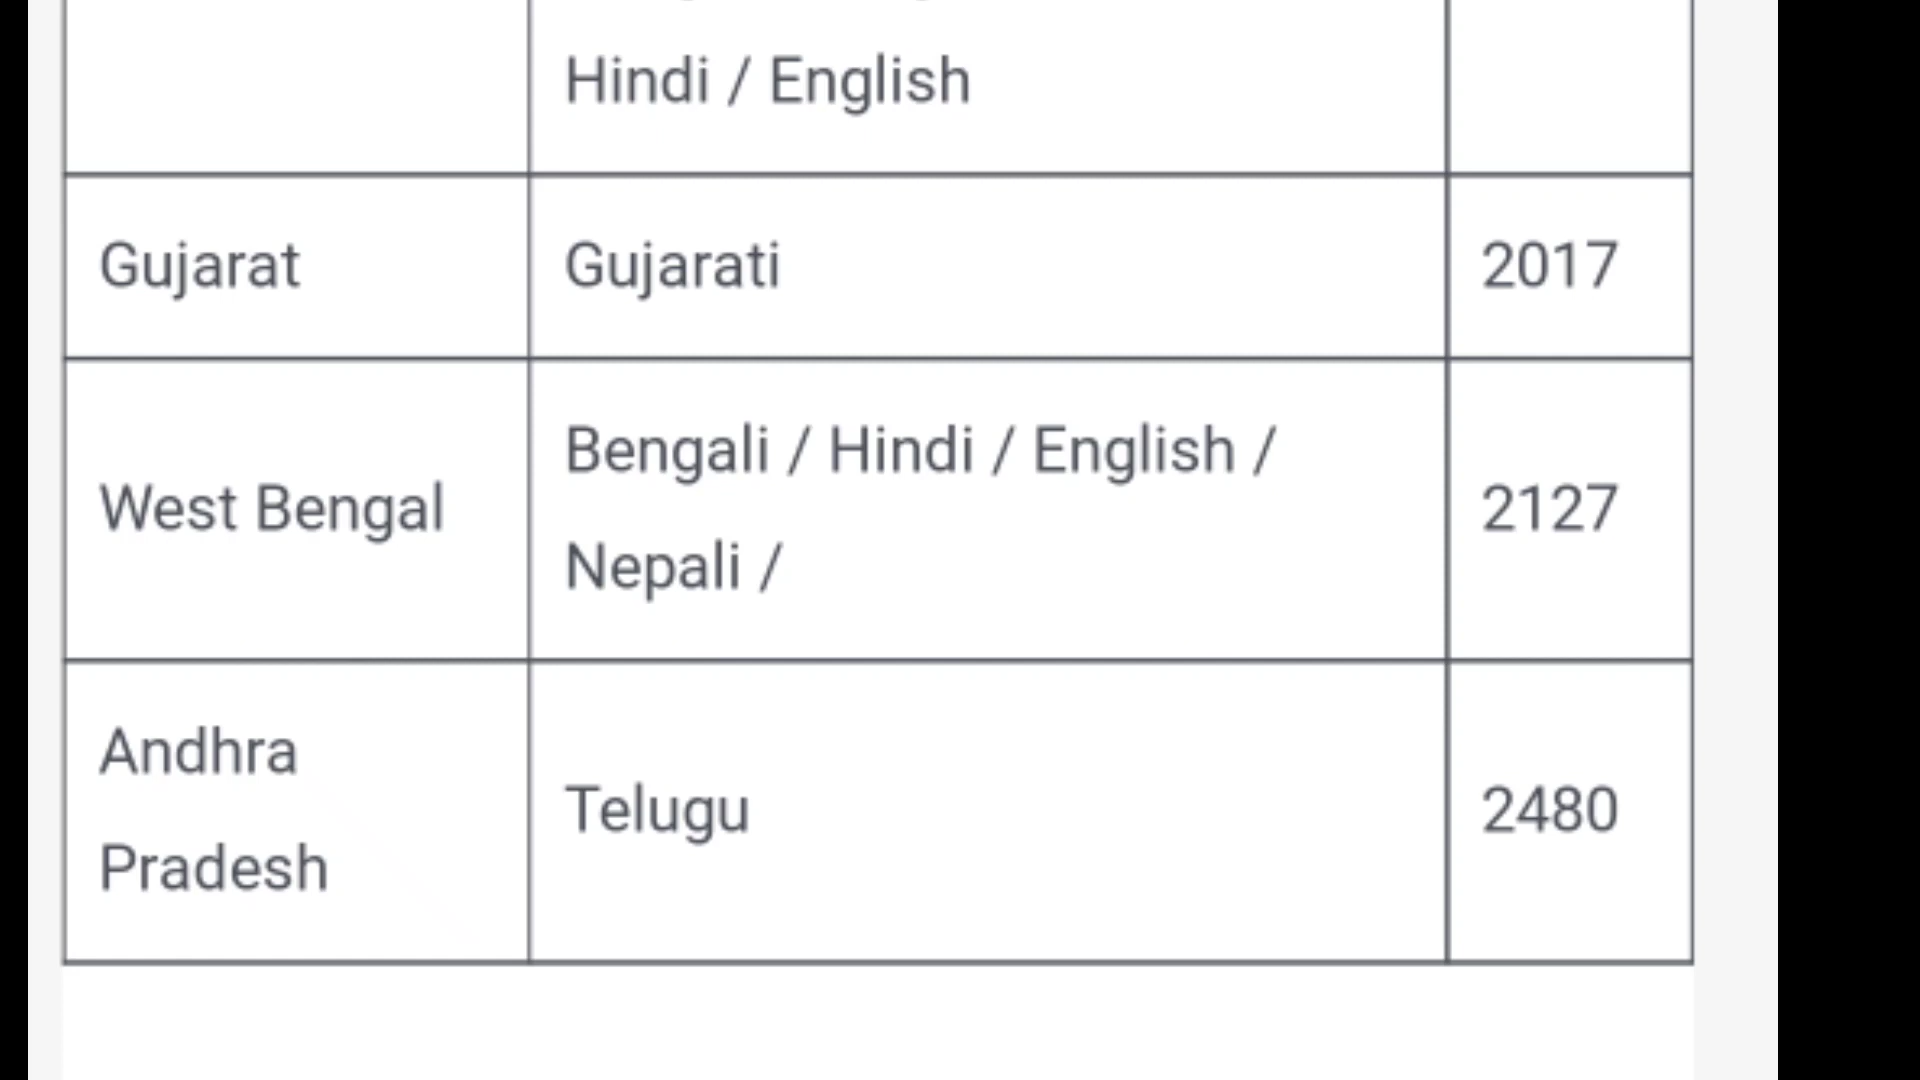 Hindi / English
Gujarat Gujarati 2017
Bengali / Hindi / English /
West Bengal 2127
Nepali /
Andhra
Telugu 2480
Pradesh